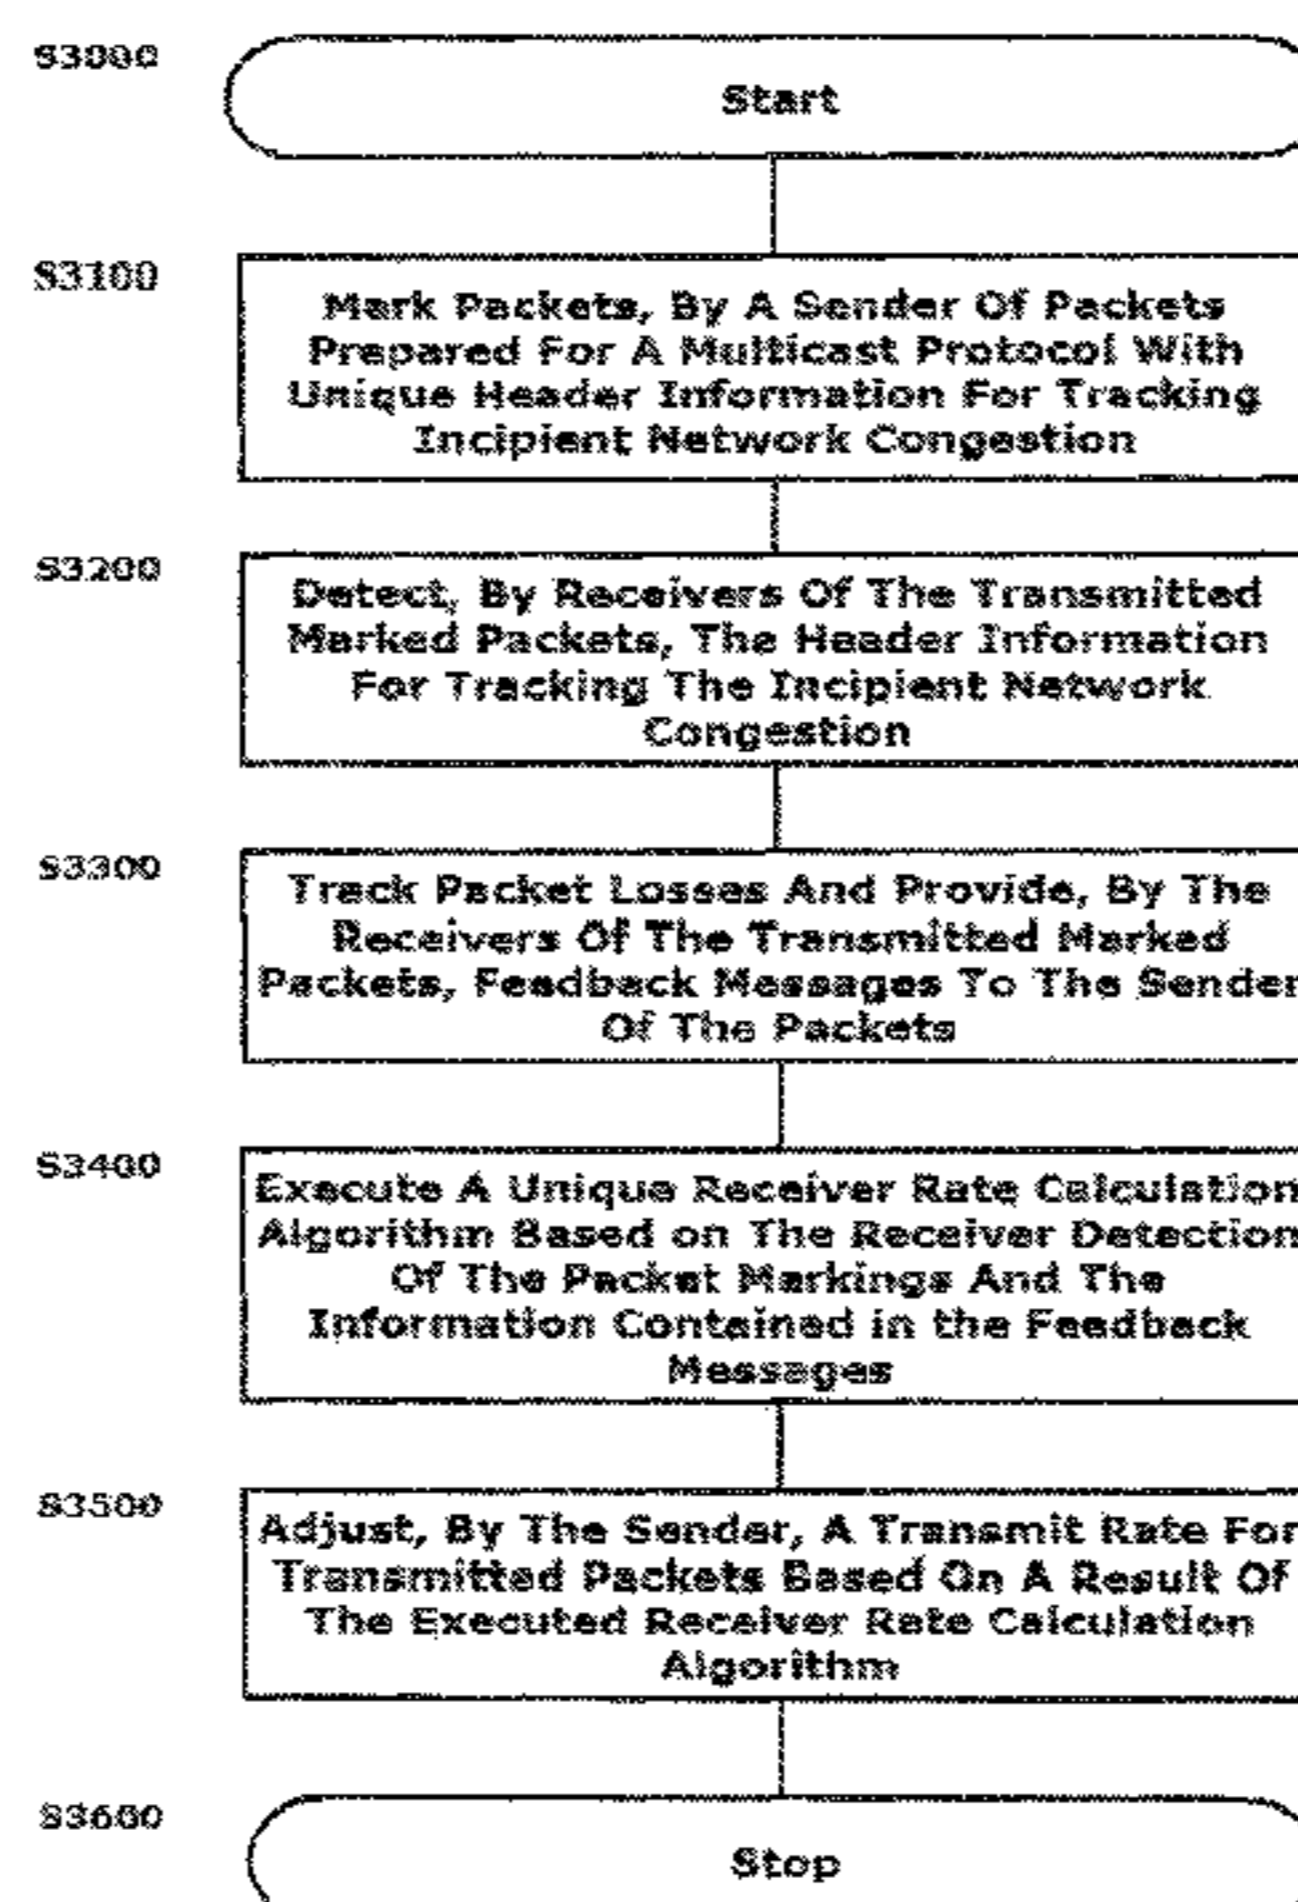 S3000
Start
S3100
Mark Packets, By A Sender Of Packets
Prepared For A Multicast Protocol With
Unique Header Information For Tracking
Incipient Network Congestion
S3200
Detect, By Receivers Of The Transmitted
Marked Packets, The Header Information
For Tracking The Incipient Network
Congestion
S3300
Track Packet Losses And Provide, By The
Receivers Of The Transmitted Marked
Packets, Feedback Messages To The Sender
Of The Packets
S3400
Execute A Unique Receiver Rate Calculation
Algorithm Based on The Receiver Detection
Of The Packet Markings And The
Information Contained in the Feedback
Messages
S3500
Adjust, By The Sender, A Transmit Rate For
Transmitted Packets Based On A Result Of
The Executed Receiver Rate Calculation
Algorithm
S3600
Stop